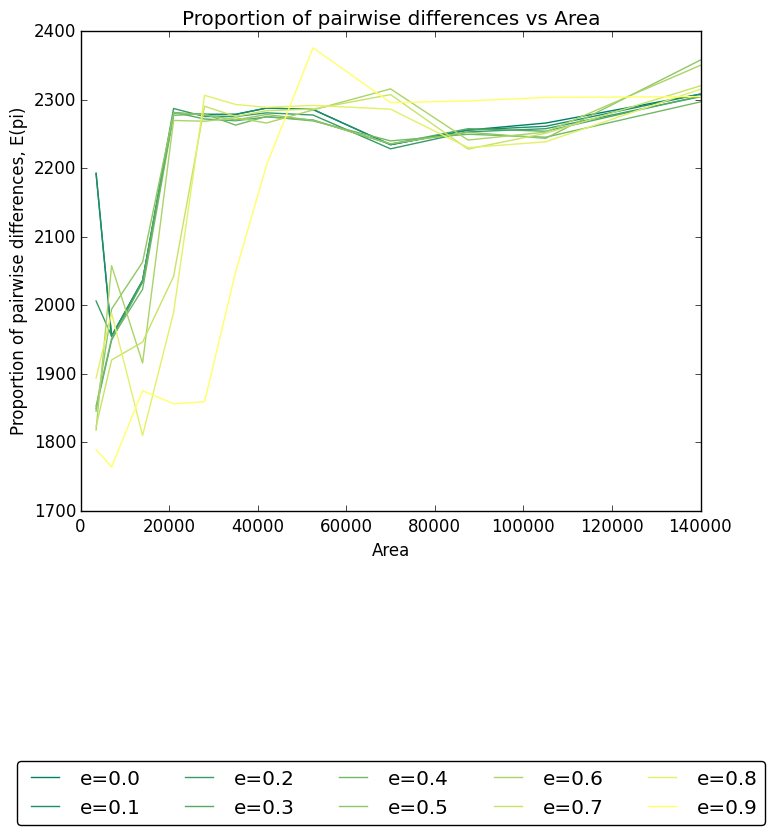 Proportion of pairwise differences vs Area
Proportion of pairwise differences, E(pi)
2400
2300
2200
2100
2000
1900
1800
1700
0 20000 40000 60000 80000 100000 120000 140000
Area
e=0.0 e=0.2 e=0.4 e=0.6 e=0.8
e=0.1 e=0.3 e=0.5 e=0.7 e=0.9